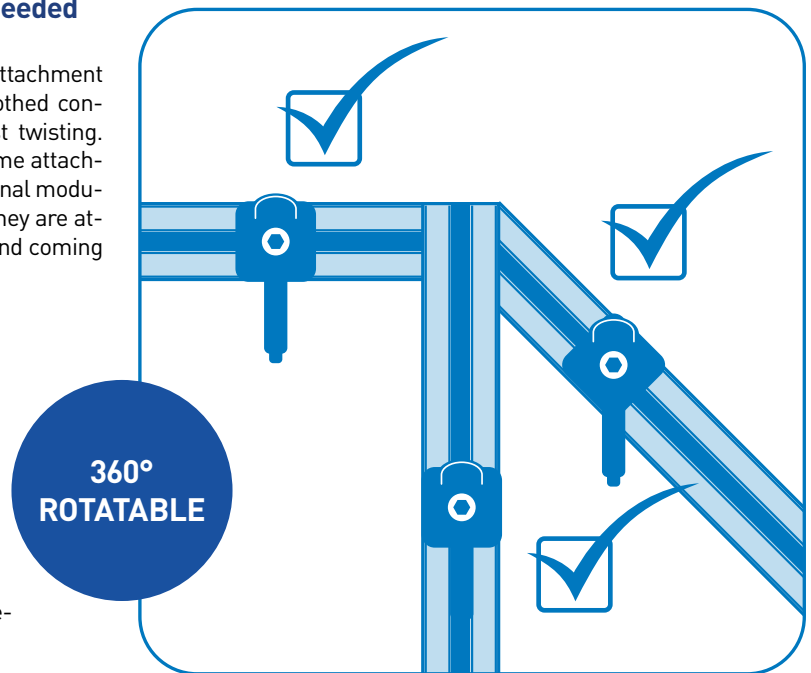 eeded
ttachment
othed con-
t twisting.
me attach-
nal modu-
hey are at-
nd coming
360°
ROTATABLE
e-